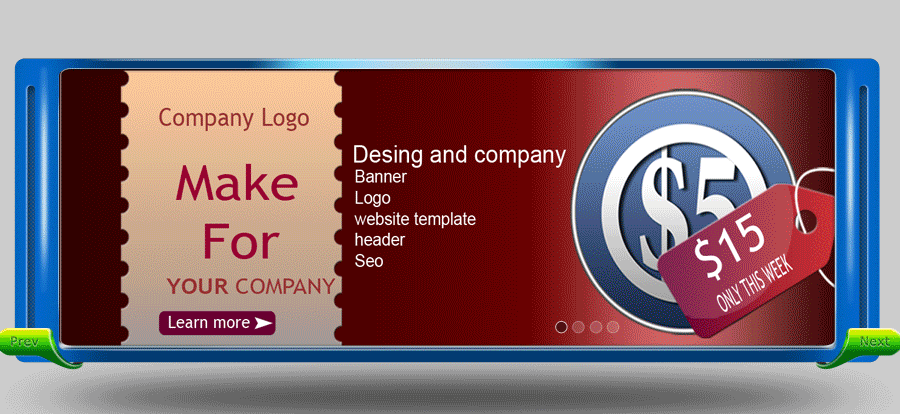 Company Logo
Make
For
YOUR COMPANY
Learn more
Desing and company
Banner
Logo
website template
header
Seo
$5
$15
ONLY THIS WEEK
Prev
Next